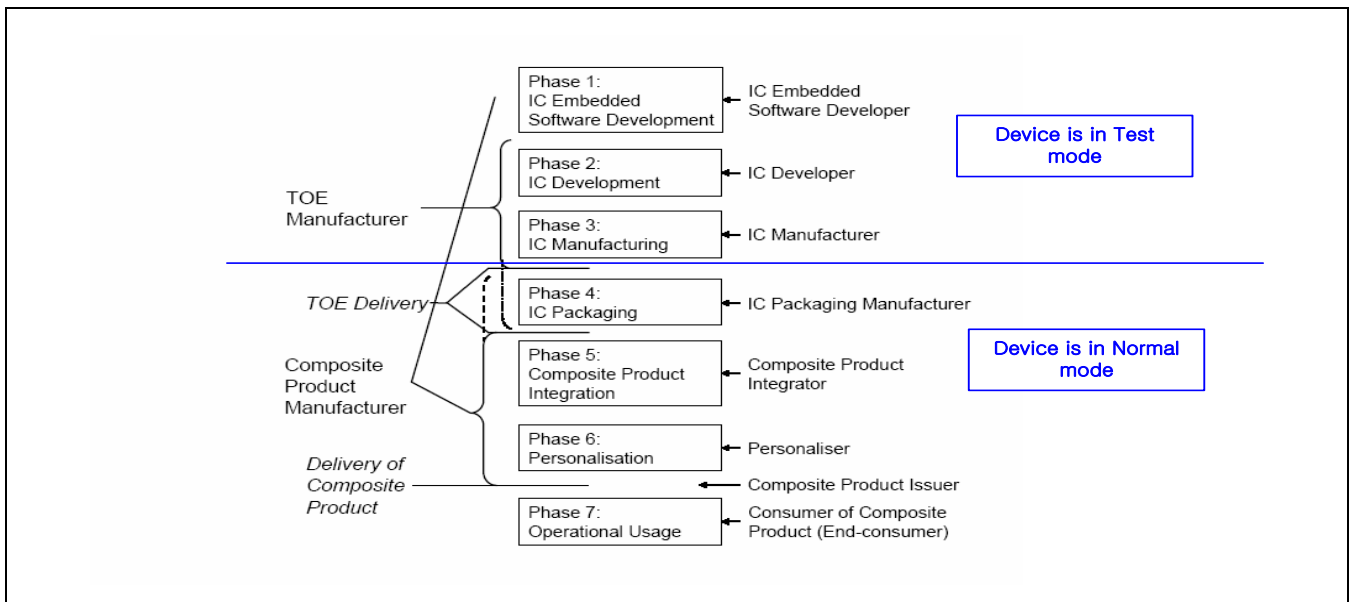 Phase 1:
IC Embedded
Software Development
IC Embedded
Software Developer
Device is in Test
mode
Phase 2:
IC Development
IC Developer
TOE
Manufacturer
Phase 3:
IC Manufacturing
IC Manufacturer
TOE Delivery
Phase 4:
IC Packaging
IC Packaging Manufacturer
Device is in Normal
mode
Composite
Product
Manufacturer
Phase 5:
Composite Product
Integration
Composite Product
Integrator
Phase 6:
Personalisation
Personaliser
Delivery of
Composite
Product
Composite Product Issuer
Phase 7:
Operational Usage
Consumer of Composite
Product (End-consumer)